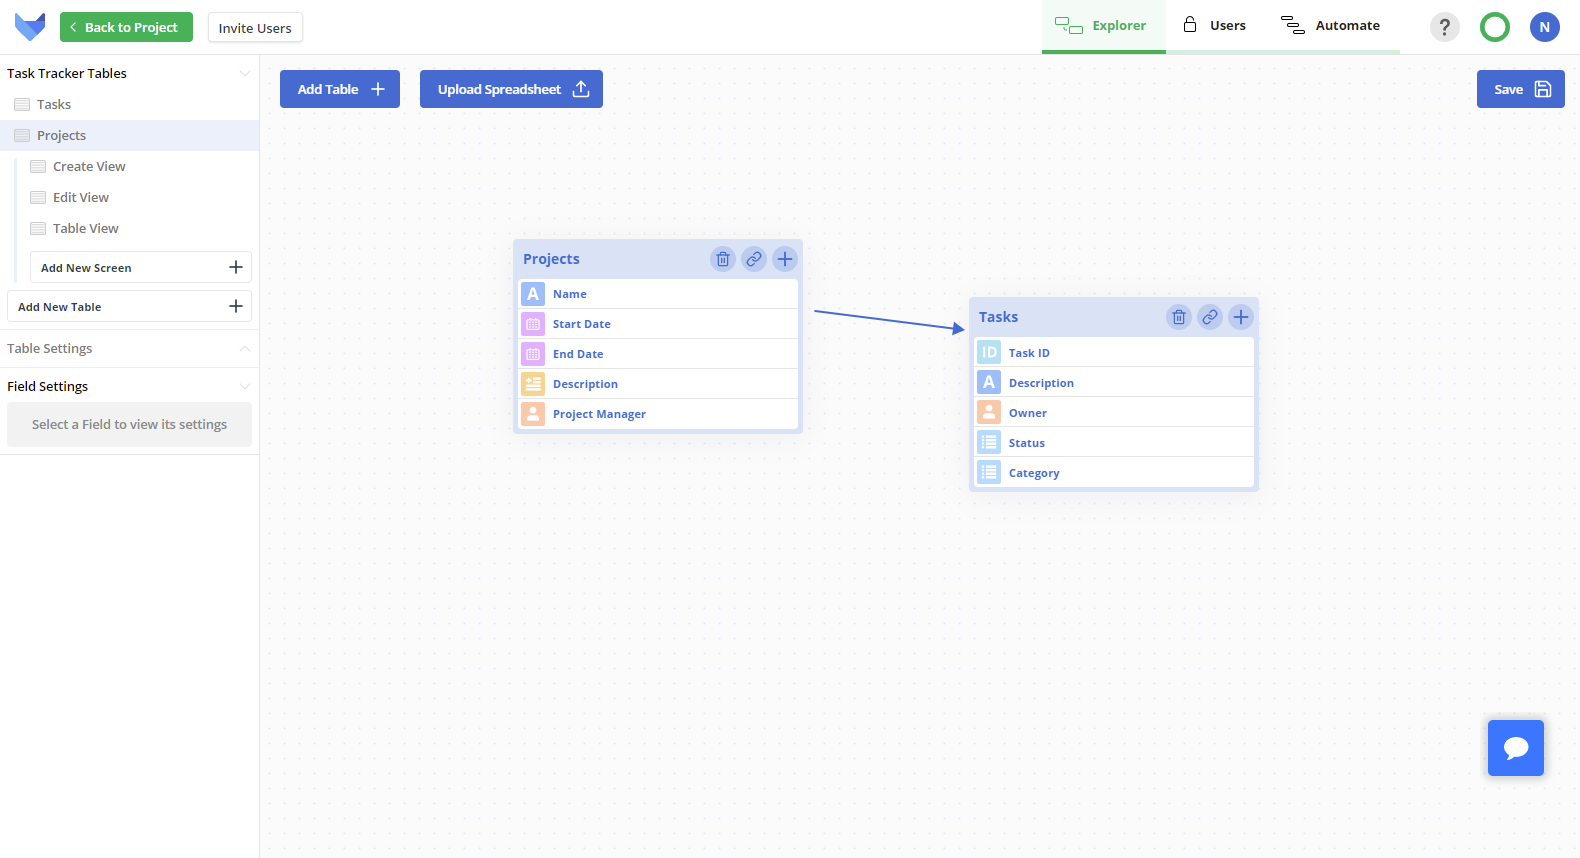 Back to Project
Invite Users
Explorer
Users
Automate
?
N
Task Tracker Tables
Tasks
Projects
Create View
Edit View
Table View
Add New Screen
Add New Table
Table Settings
Field Settings
Select a Field to view its settings
Add Table
Upload Spreadsheet
Save
Projects
A Name
Start Date
End Date
Description
Project Manager
Tasks
ID Task ID
A Description
Owner
Status
Category